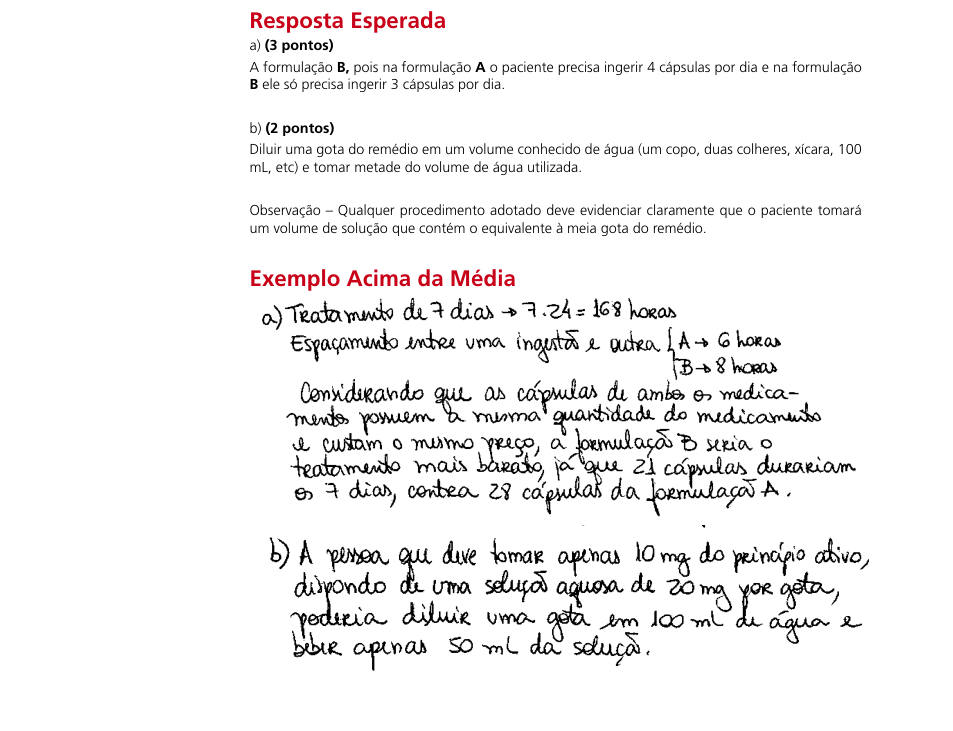 Resposta Esperada
a) (3 pontos)
A formulação B, pois na formulação A o paciente precisa ingerir 4 cápsulas por dia e na formulação
B ele só precisa ingerir 3 cápsulas por dia.
b) (2 pontos)
Diluir uma gota do remédio em um volume conhecido de água (um copo, duas colheres, xícara, 100
mL, etc) e tomar metade do volume de água utilizada.
Observação – Qualquer procedimento adotado deve evidenciar claramente que o paciente tomará
um volume de solução que contém o equivalente à meia gota do remédio.
Exemplo Acima da Média
a) Tratamento de 7 dias → 7.24 = 168 horas
Espaçamento entre uma ingestão e outra { A → 6 horas
B → 8 horas
Considerando que as cápsulas de ambos os medica-
mentos possuem a mesma quantidade do medicamento
e custam o mesmo preço, a formulação B seria o
tratamento mais barato, já que 21 cápsulas durariam
os 7 dias, contra 28 cápsulas da formulação A.
b) A pessoa que deve tomar apenas 10 mg do princípio ativo,
dispondo de uma solução aquosa de 20 mg por gota,
poderia diluir uma gota em 100 mL de água e
beber apenas 50 mL da solução.